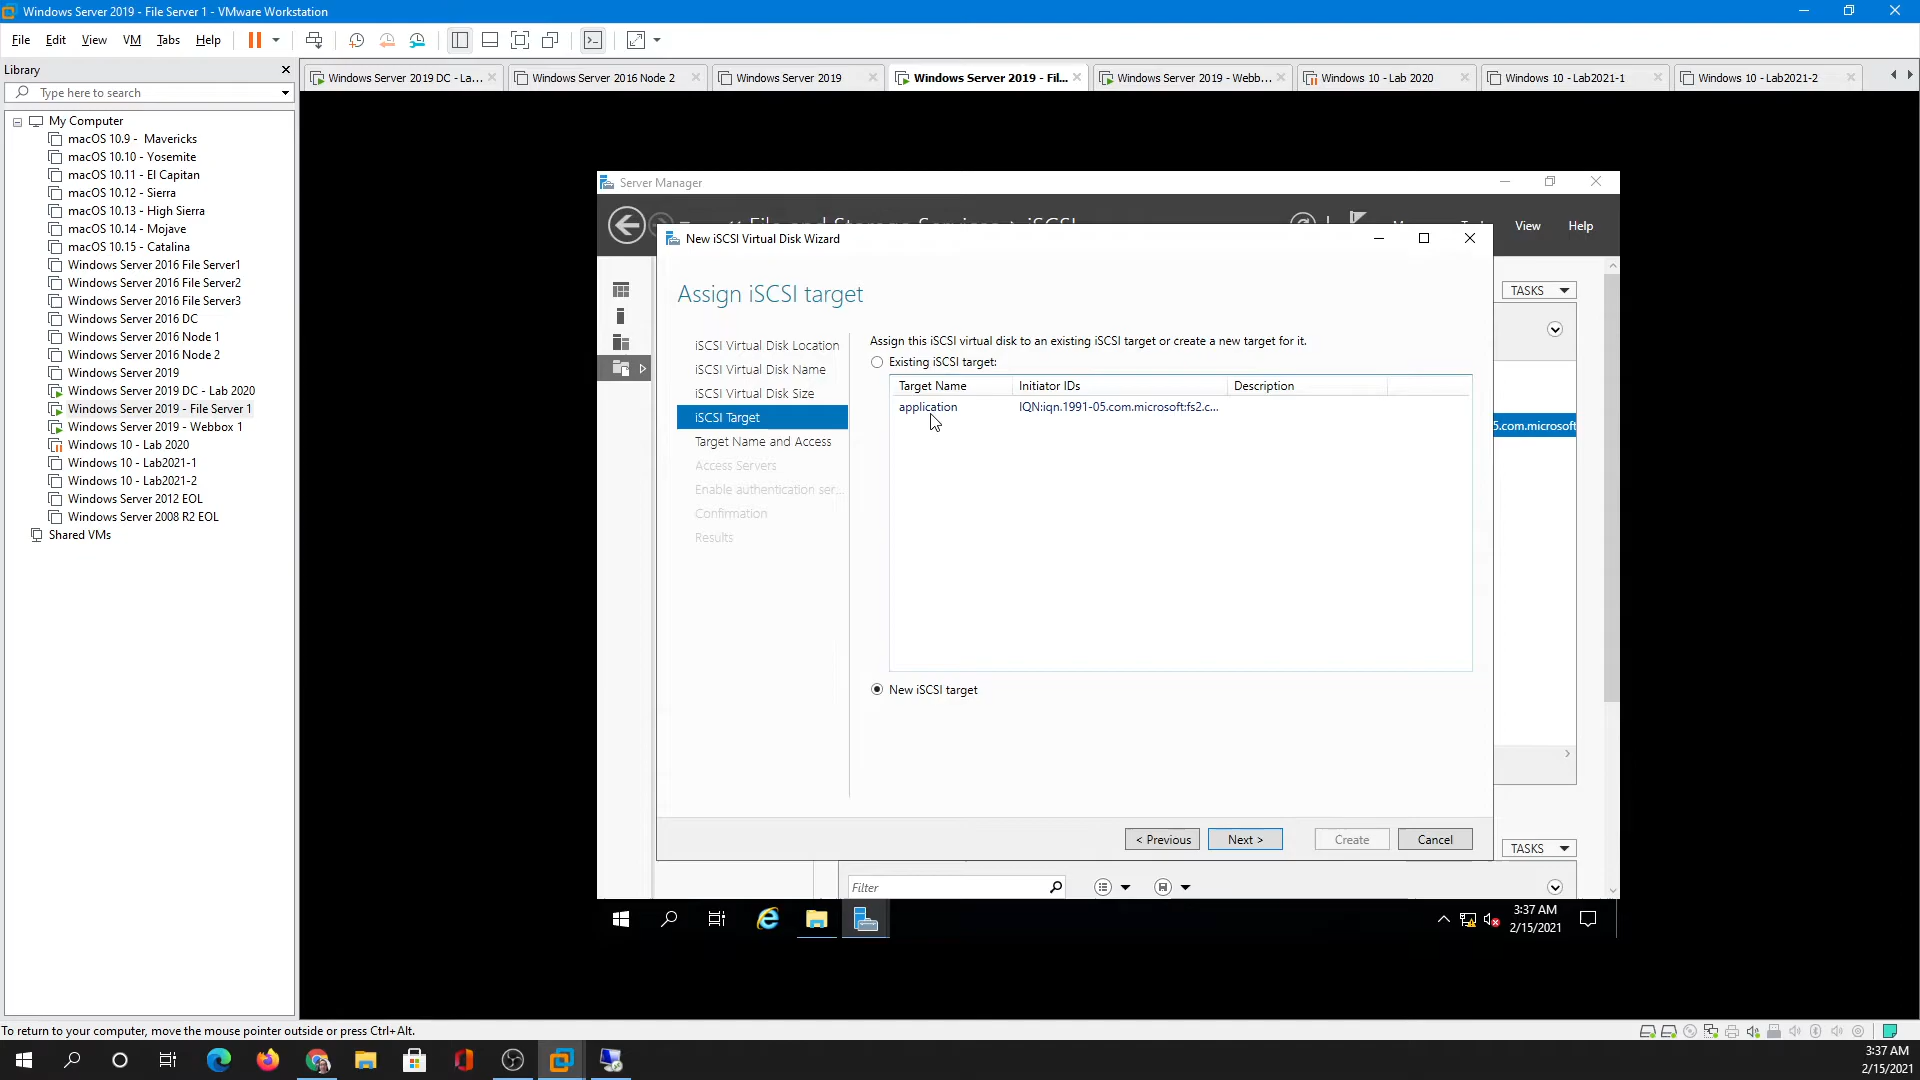 Windows Server 2019 - File Server 1 - VMware Workstation
File Edit View VM Tabs Help
Library
Type here to search
My Computer
macOS 10.9 - Mavericks
macOS 10.10 - Yosemite
macOS 10.11 - El Capitan
macOS 10.12 - Sierra
macOS 10.13 - High Sierra
macOS 10.14 - Mojave
macOS 10.15 - Catalina
Windows Server 2016 File Server1
Windows Server 2016 File Server2
Windows Server 2016 File Server3
Windows Server 2016 DC
Windows Server 2016 Node 1
Windows Server 2016 Node 2
Windows Server 2019
Windows Server 2019 DC - Lab 2020
Windows Server 2019 - File Server 1
Windows Server 2019 - Webbox 1
Windows 10 - Lab 2020
Windows 10 - Lab2021-1
Windows 10 - Lab2021-2
Windows Server 2012 EOL
Windows Server 2008 R2 EOL
Shared VMs
Windows Server 2019 DC - La... Windows Server 2016 Node 2 Windows Server 2019 Windows Server 2019 - Fil... Windows Server 2019 - Webb... Windows 10 - Lab 2020 Windows 10 - Lab2021-1 Windows 10 - Lab2021-2
Server Manager
File and Storage Services iSCSI
View Help
New iSCSI Virtual Disk Wizard
Assign iSCSI target
iSCSI Virtual Disk Location
iSCSI Virtual Disk Name
iSCSI Virtual Disk Size
iSCSI Target
Target Name and Access
Access Servers
Enable authentication ser...
Confirmation
Results
Assign this iSCSI virtual disk to an existing iSCSI target or create a new target for it.
Existing iSCSI target:
Target Name Initiator IDs Description
application IQN:iqn.1991-05.com.microsoft:fs2.c...
New iSCSI target
< Previous Next > Create Cancel
TASKS
5.com.microsoft
TASKS
Filter
3:37 AM
2/15/2021
To return to your computer, move the mouse pointer outside or press Ctrl+Alt.
3:37 AM
2/15/2021